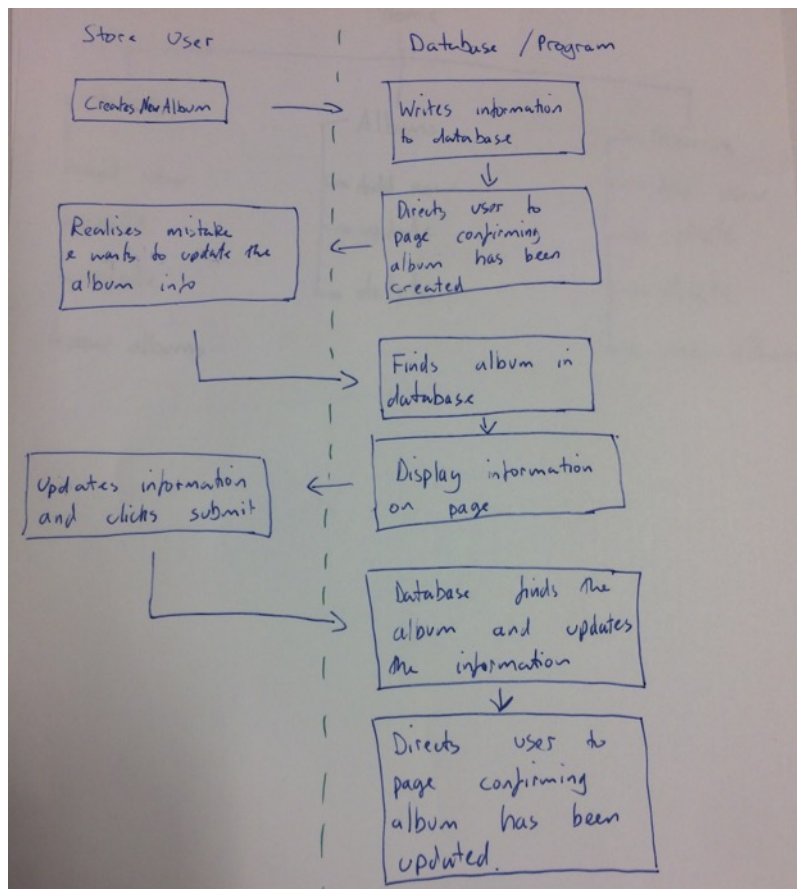 Store User
Database / Program
Creates New Album
Writes information
to database
Directs user to
page confirming
album has been
created
Realises mistake
& wants to update the
album info
Finds album in
database
Display information
on page
Updates information
and clicks submit
Database finds the
album and updates
the information
Directs user to
page confirming
album has been
updated.